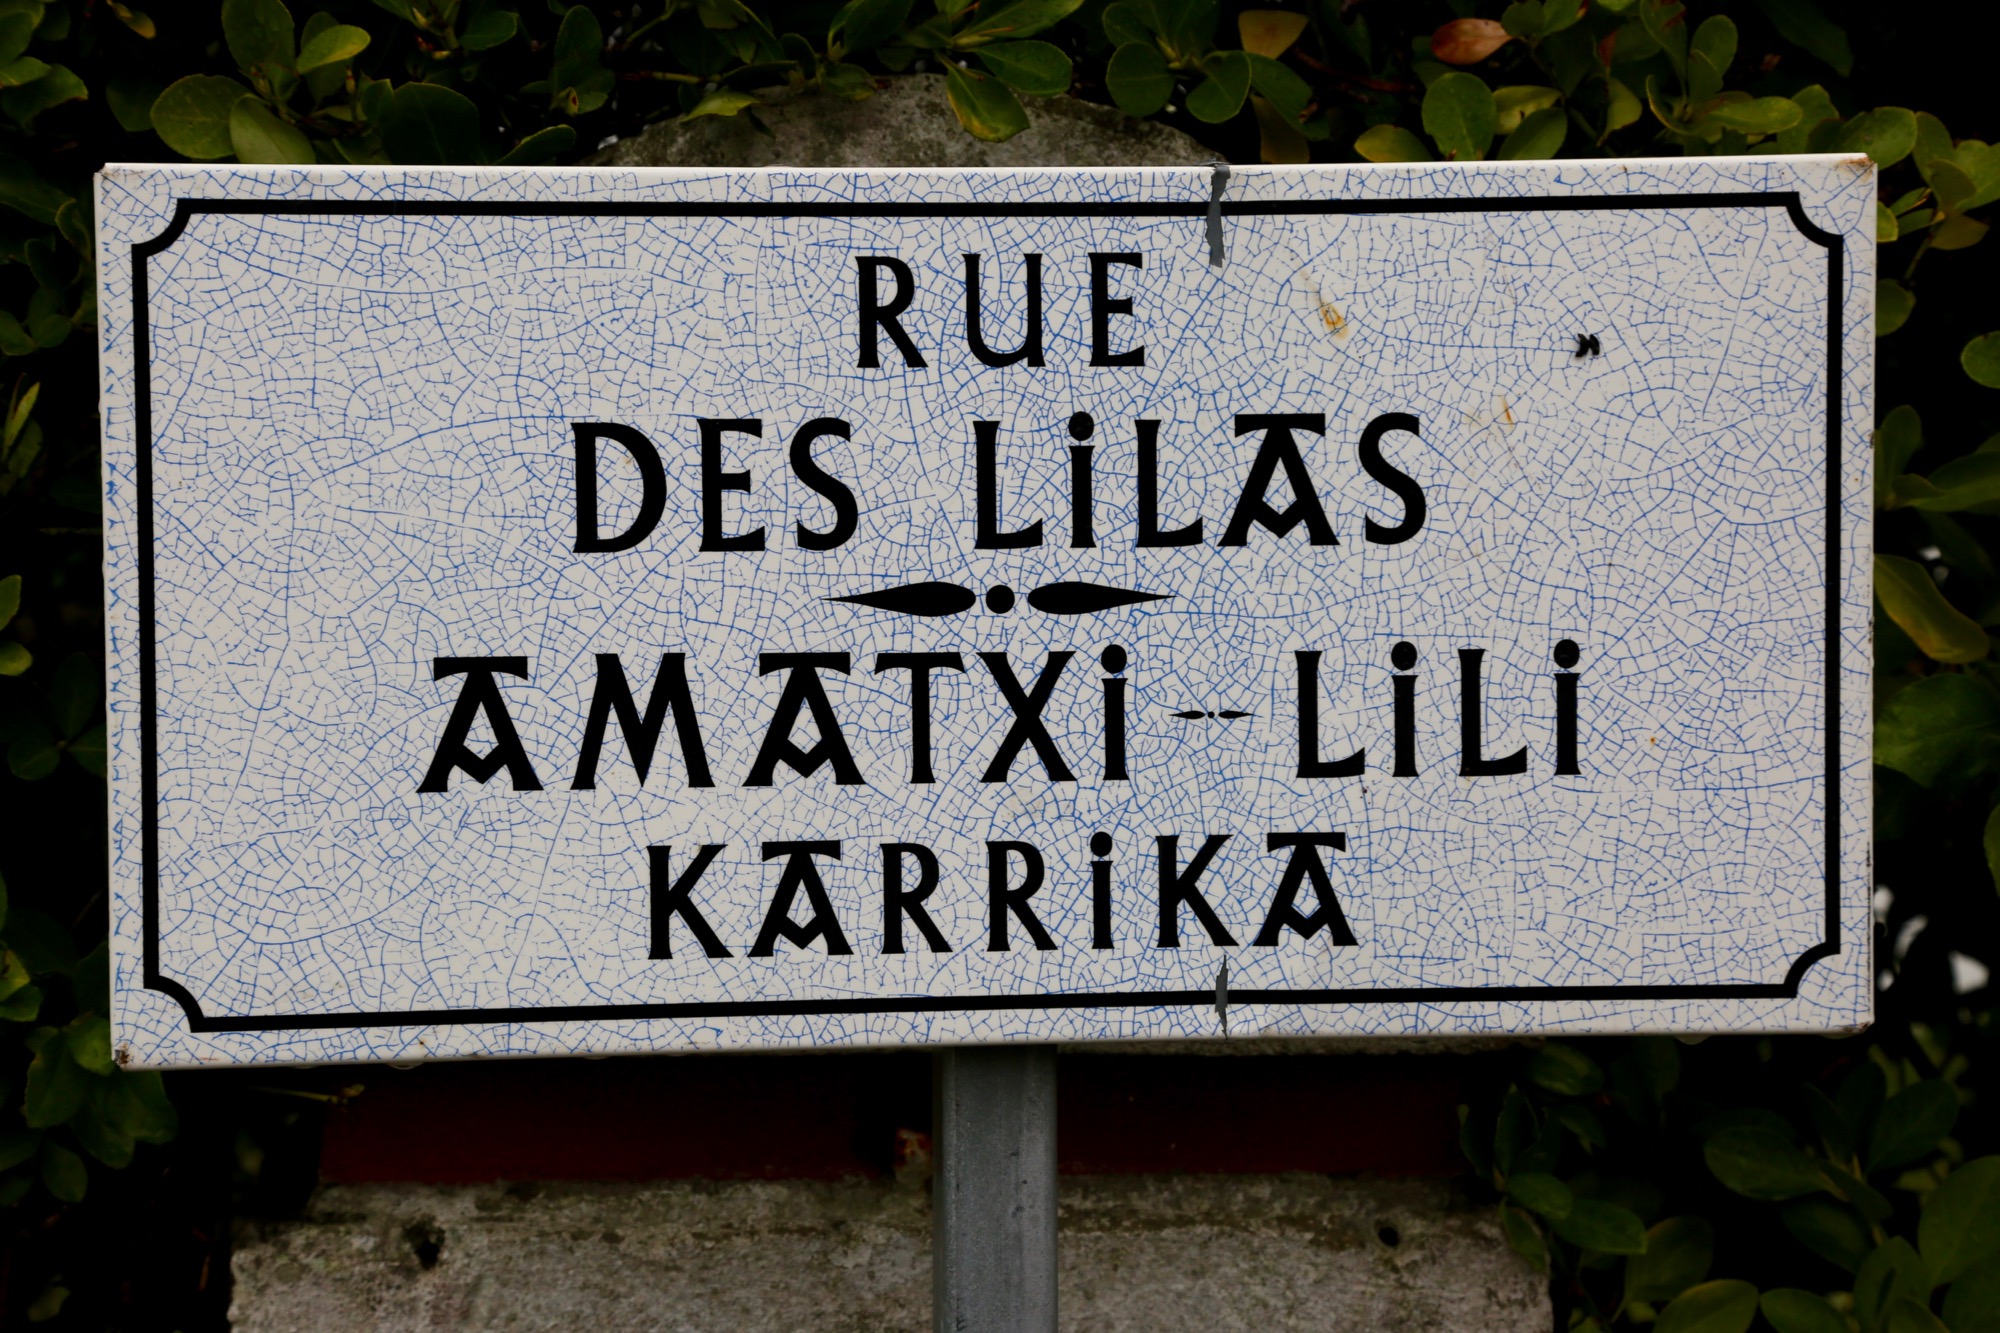 RUE
DES LiLAS
AMATXi - LiLi
KARRiKA